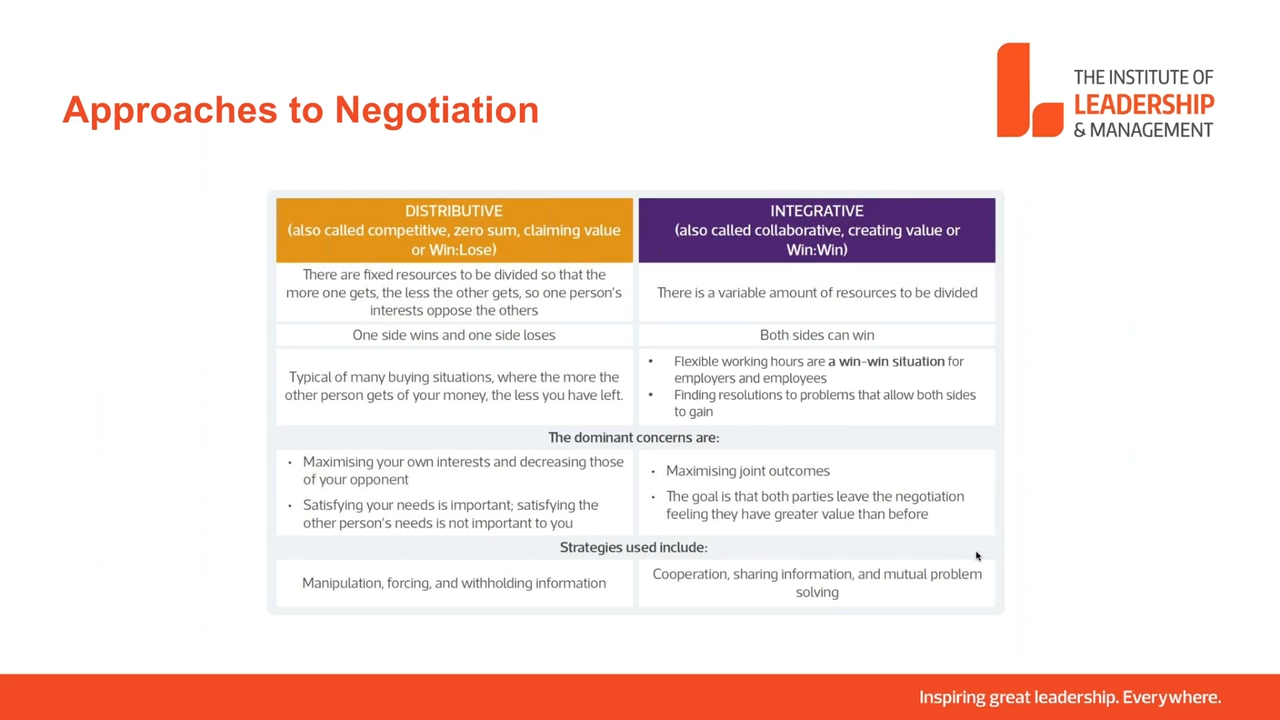 Approaches to Negotiation
THE INSTITUTE OF
LEADERSHIP
& MANAGEMENT
DISTRIBUTIVE
(also called competitive, zero sum, claiming value
or Win:Lose)
INTEGRATIVE
(also called collaborative, creating value or
Win:Win)
There are fixed resources to be divided so that the
more one gets, the less the other gets, so one person's
interests oppose the others
There is a variable amount of resources to be divided
One side wins and one side loses
Both sides can win
Typical of many buying situations, where the more the
other person gets of your money, the less you have left.
• Flexible working hours are a win-win situation for
employers and employees
• Finding resolutions to problems that allow both sides
to gain
The dominant concerns are:
• Maximising your own interests and decreasing those
of your opponent
• Satisfying your needs is important; satisfying the
other person's needs is not important to you
• Maximising joint outcomes
• The goal is that both parties leave the negotiation
feeling they have greater value than before
Strategies used include:
Manipulation, forcing, and withholding information
Cooperation, sharing information, and mutual problem
solving
Inspiring great leadership. Everywhere.